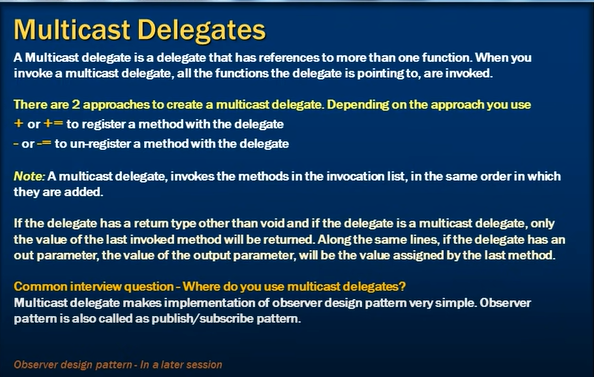 Multicast Delegates
A Multicast delegate is a delegate that has references to more than one function. When you
invoke a multicast delegate, all the functions the delegate is pointing to, are invoked.
There are 2 approaches to create a multicast delegate. Depending on the approach you use
+ or += to register a method with the delegate
- or -= to un-register a method with the delegate
Note: A multicast delegate, invokes the methods in the invocation list, in the same order in which
they are added.
If the delegate has a return type other than void and if the delegate is a multicast delegate, only
the value of the last invoked method will be returned. Along the same lines, if the delegate has an
out parameter, the value of the output parameter, will be the value assigned by the last method.
Common interview question - Where do you use multicast delegates?
Multicast delegate makes implementation of observer design pattern very simple. Observer
pattern is also called as publish/subscribe pattern.
Observer design pattern - In a later session